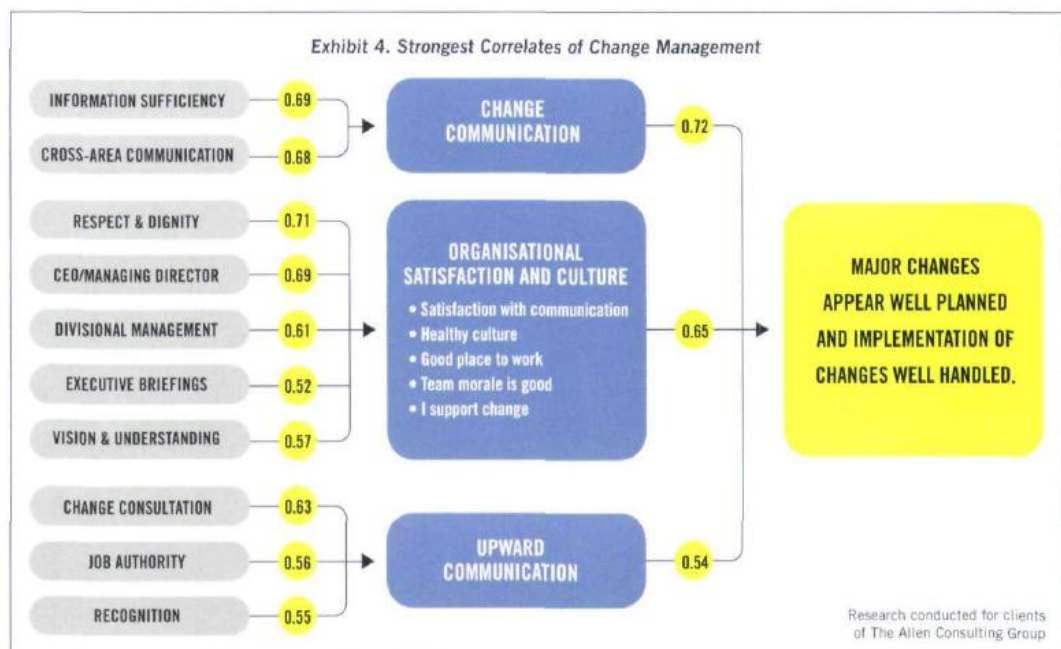 Exhibit 4. Strongest Correlates of Change Management
INFORMATION SUFFICIENCY
0.69
CROSS-AREA COMMUNICATION
0.68
CHANGE
COMMUNICATION
0.72
RESPECT & DIGNITY
0.71
CEO/MANAGING DIRECTOR
0.69
DIVISIONAL MANAGEMENT
0.61
EXECUTIVE BRIEFINGS
0.52
VISION & UNDERSTANDING
0.57
ORGANISATIONAL
SATISFACTION AND CULTURE
• Satisfaction with communication
• Healthy culture
• Good place to work
• Team morale is good
• I support change
0.65
CHANGE CONSULTATION
0.63
JOB AUTHORITY
0.56
RECOGNITION
0.55
UPWARD
COMMUNICATION
0.54
MAJOR CHANGES
APPEAR WELL PLANNED
AND IMPLEMENTATION OF
CHANGES WELL HANDLED.
Research conducted for clients
of The Allen Consulting Group